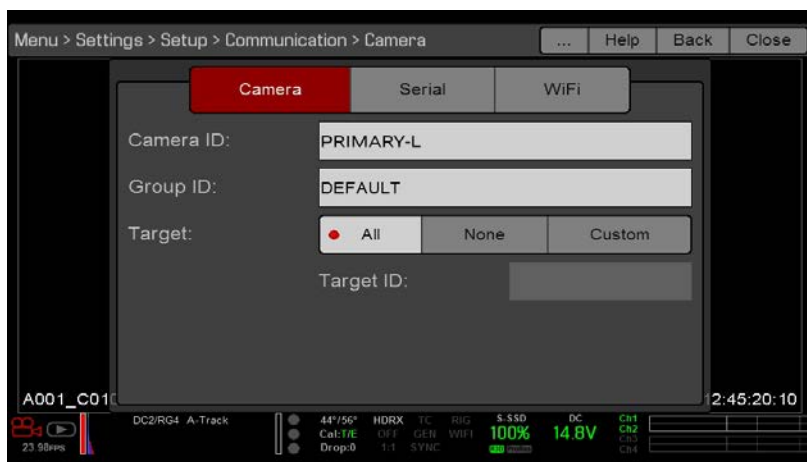 Menu > Settings > Setup > Communication > Camera ... Help Back Close
Camera Serial WiFi
Camera ID: PRIMARY-L
Group ID: DEFAULT
Target: All None Custom
Target ID:
A001_C01 2:45:20:10
DC2/RG4 A-Track 44°/56° HDRX TC RIG S-SSD DC Ch1
Cal:T/E OFF GEN WIFI 100% 14.8V Ch2
23.98FPS Drop:0 1:1 SYNC Ch3
Ch4